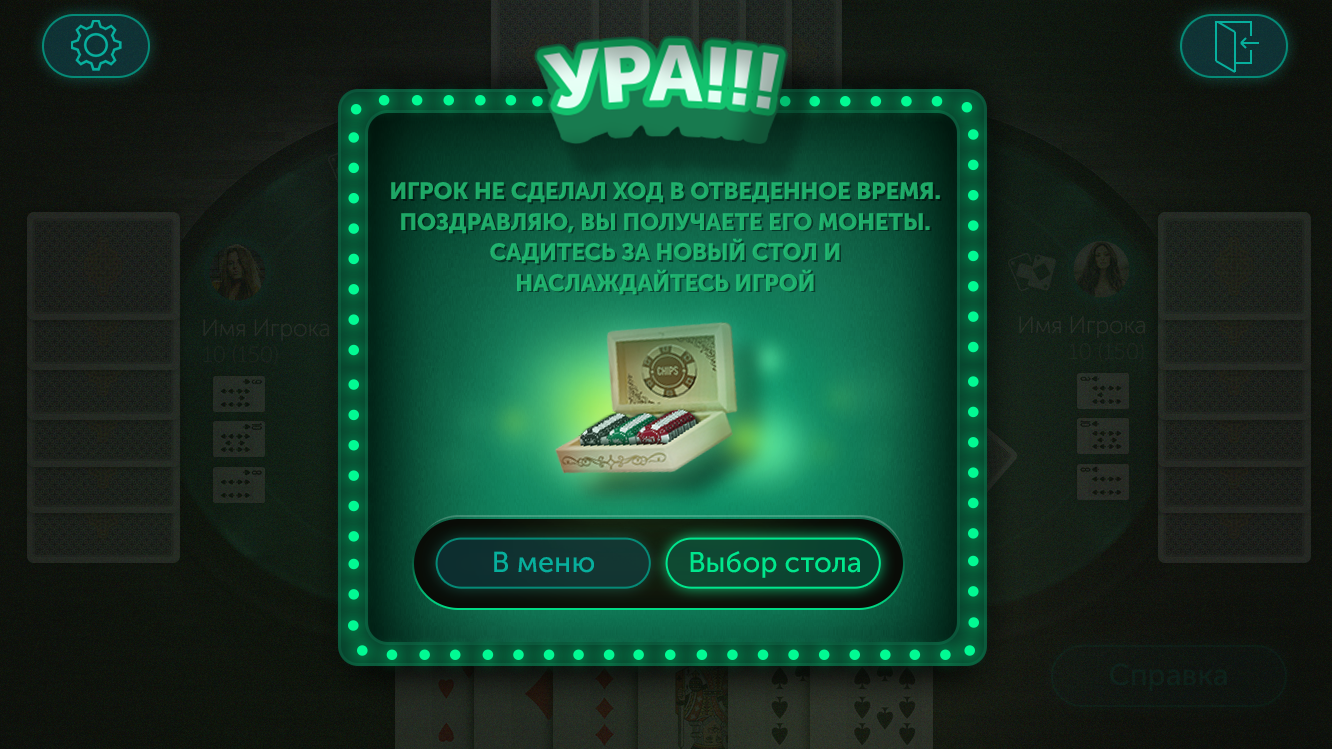 УРА!!!
ИГРОК НЕ СДЕЛАЛ ХОД В ОТВЕДЕННОЕ ВРЕМЯ.
ПОЗДРАВЛЯЮ, ВЫ ПОЛУЧАЕТЕ ЕГО МОНЕТЫ.
САДИТЕСЬ ЗА НОВЫЙ СТОЛ И
НАСЛАЖДАЙТЕСЬ ИГРОЙ
Имя Игрока
10 (150)
Имя Игрока
10 (150)
CHIPS
В меню
Выбор стола
Справка